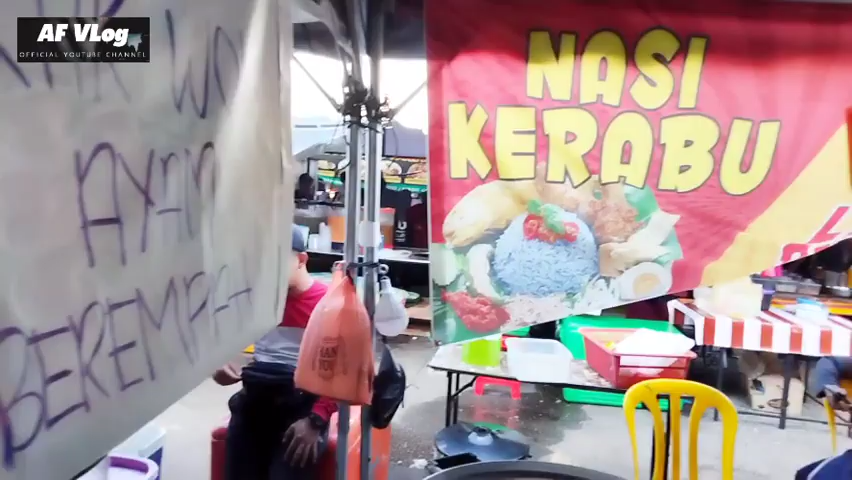 AF VLog
OFFICIAL YOUTUBE CHANNEL
AYAM
BEREMPAH
NASI
KERABU